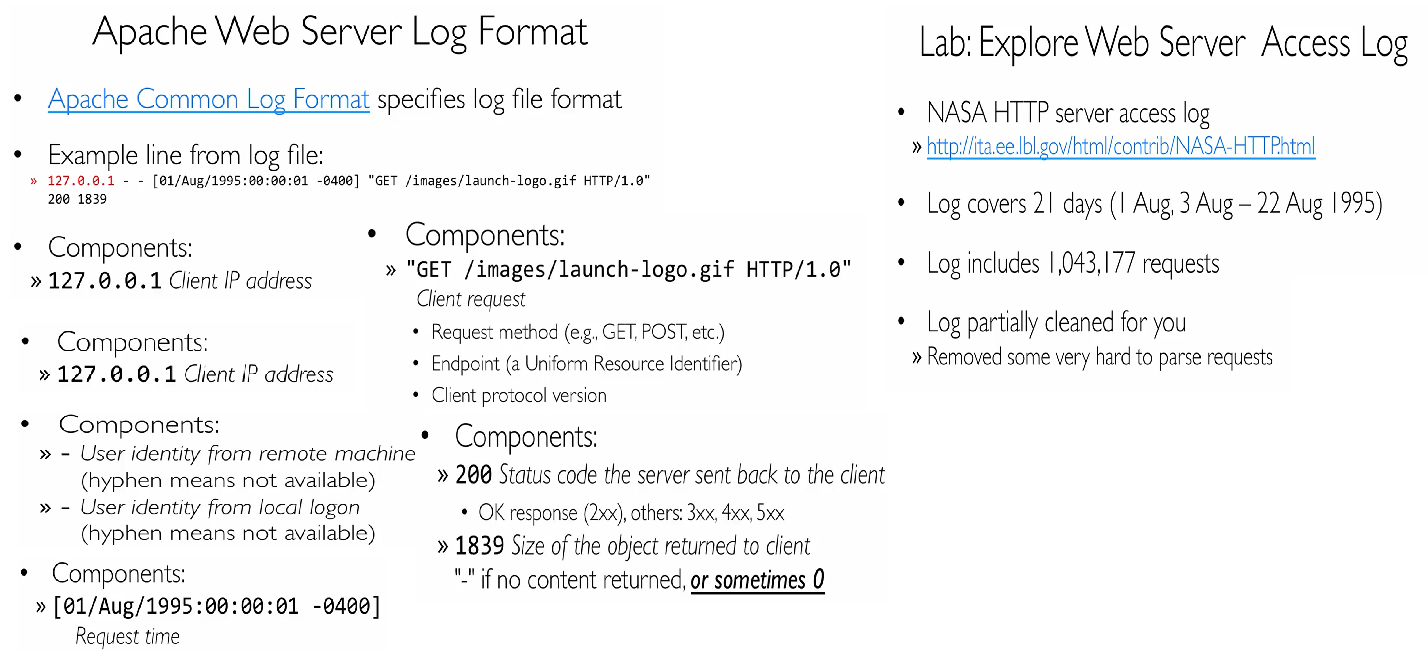 Apache Web Server Log Format
• Apache Common Log Format specifies log file format
• Example line from log file:
» 127.0.0.1 - - [01/Aug/1995:00:00:01 -0400] "GET /images/launch-logo.gif HTTP/1.0"
200 1839
• Components:
» 127.0.0.1 Client IP address
• Components:
» 127.0.0.1 Client IP address
• Components:
» - User identity from remote machine
(hyphen means not available)
» - User identity from local logon
(hyphen means not available)
• Components:
» [01/Aug/1995:00:00:01 -0400]
Request time
• Components:
» "GET /images/launch-logo.gif HTTP/1.0"
Client request
• Request method (e.g., GET, POST, etc.)
• Endpoint (a Uniform Resource Identifier)
• Client protocol version
• Components:
» 200 Status code the server sent back to the client
• OK response (2xx), others: 3xx, 4xx, 5xx
» 1839 Size of the object returned to client
"-" if no content returned, or sometimes 0
Lab: Explore Web Server Access Log
• NASA HTTP server access log
» http://ita.ee.lbl.gov/html/contrib/NASA-HTTP.html
• Log covers 21 days (1 Aug, 3 Aug – 22 Aug 1995)
• Log includes 1,043,177 requests
• Log partially cleaned for you
» Removed some very hard to parse requests